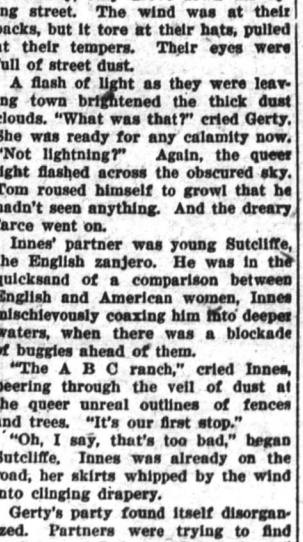 ng street. The wind was at their
backs, but it tore at their hats, pulled
at their tempers. Their eyes were
full of street dust.
A flash of light as they were leav-
ng town brightened the thick dust
clouds. "What was that?" cried Gerty.
She was ready for any calamity now.
"Not lightning?" Again, the queer
light flashed across the obscured sky.
Tom roused himself to growl that he
hadn't seen anything. And the dreary
farce went on.
Innes' partner was young Sutcliffe,
the English zanjero. He was in the
quicksand of a comparison between
English and American women, Innes
mischievously coaxing him into deeper
waters, when there was a blockade
of buggies ahead of them.
"The A B C ranch," cried Innes,
peering through the veil of dust at
the queer unreal outlines of fences
and trees. "It's our first stop."
"Oh, I say, that's too bad," began
Sutcliffe, Innes was already on the
road, her skirts whipped by the wind
into clinging drapery.
Gerty's party found itself disorgan-
zed. Partners were trying to find